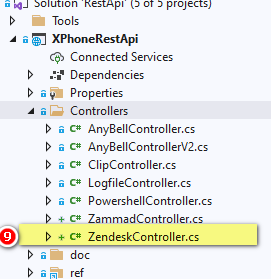 Solution 'RestApi' (5 of 5 projects)
Tools
XPhoneRestApi
Connected Services
Dependencies
Properties
Controllers
C# AnyBellController.cs
C# AnyBellControllerV2.cs
C# ClipController.cs
C# LogfileController.cs
C# PowershellController.cs
+ C# ZammadController.cs
9 + C# ZendeskController.cs
doc
ref